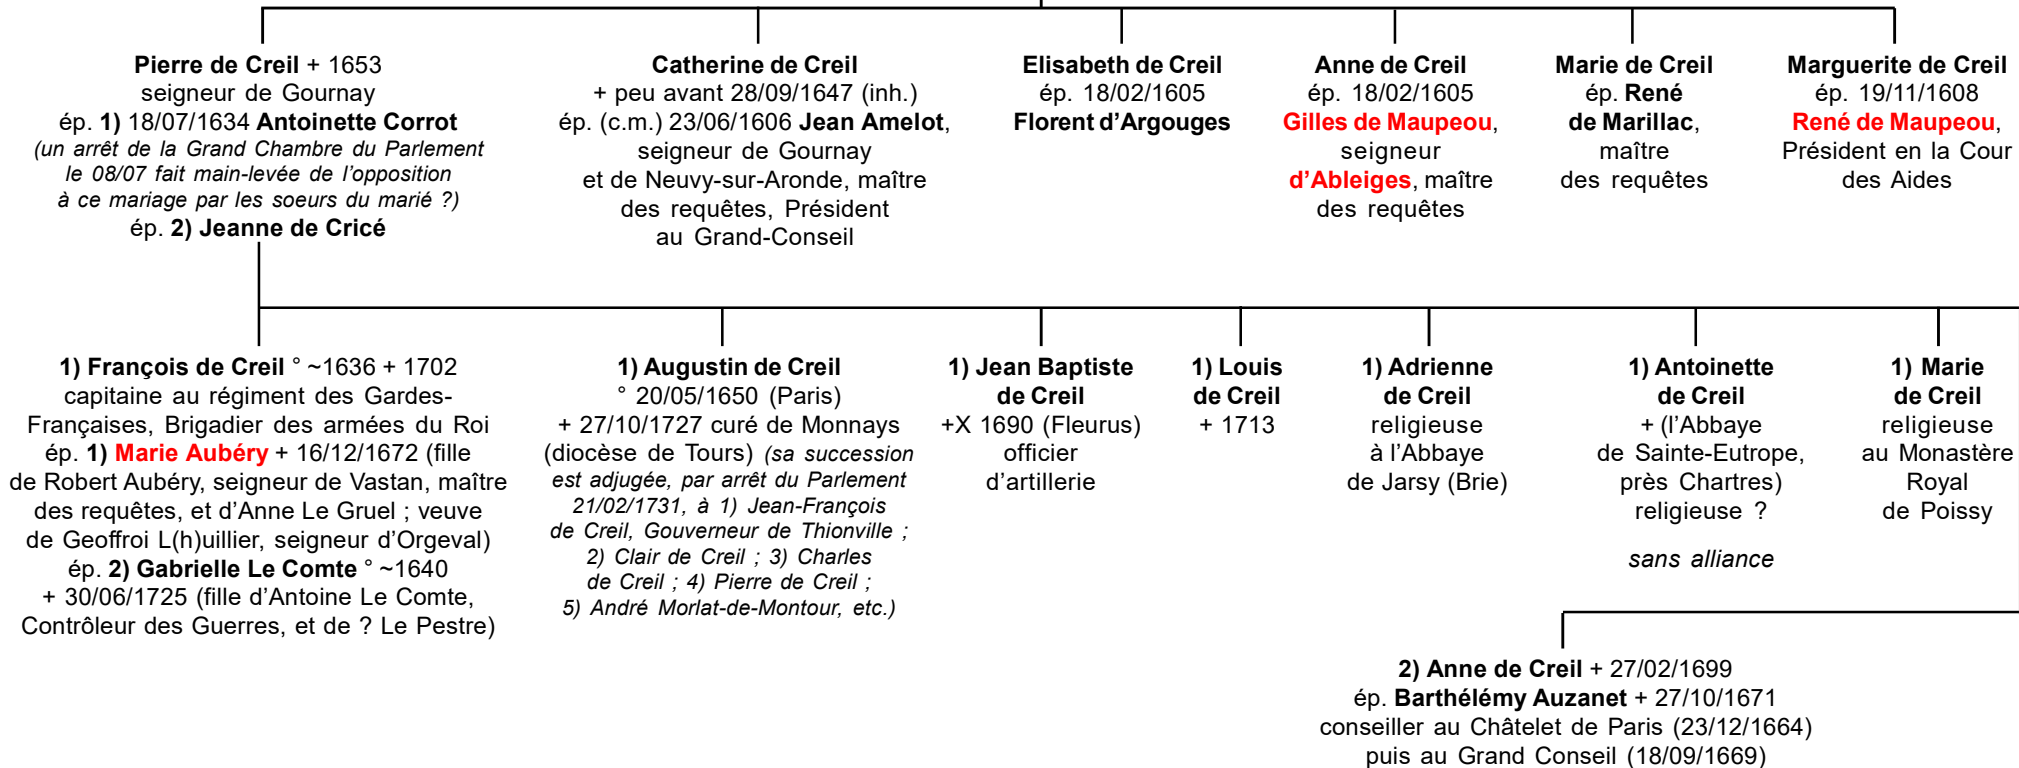 Pierre de Creil + 1653
seigneur de Gournay
ép. 1) 18/07/1634 Antoinette Corrot
(un arrêt de la Grand Chambre du Parlement
le 08/07 fait main-levée de l’opposition
à ce mariage par les soeurs du marié ?)
ép. 2) Jeanne de Cricé
Catherine de Creil
+ peu avant 28/09/1647 (inh.)
ép. (c.m.) 23/06/1606 Jean Amelot,
seigneur de Gournay
et de Neuvy-sur-Aronde, maître
des requêtes, Président
au Grand-Conseil
Elisabeth de Creil
ép. 18/02/1605
Florent d’Argouges
Anne de Creil
ép. 18/02/1605
Gilles de Maupeou,
seigneur
d’Ableiges, maître
des requêtes
Marie de Creil
ép. René
de Marillac,
maître
des requêtes
Marguerite de Creil
ép. 19/11/1608
René de Maupeou,
Président en la Cour
des Aides
1) François de Creil ° ~1636 + 1702
capitaine au régiment des Gardes-
Françaises, Brigadier des armées du Roi
ép. 1) Marie Aubéry + 16/12/1672 (fille
de Robert Aubéry, seigneur de Vastan, maître
des requêtes, et d’Anne Le Gruel ; veuve
de Geoffroi L(h)uillier, seigneur d’Orgeval)
ép. 2) Gabrielle Le Comte ° ~1640
+ 30/06/1725 (fille d’Antoine Le Comte,
Contrôleur des Guerres, et de ? Le Pestre)
1) Augustin de Creil
° 20/05/1650 (Paris)
+ 27/10/1727 curé de Monnays
(diocèse de Tours) (sa succession
est adjugée, par arrêt du Parlement
21/02/1731, à 1) Jean-François
de Creil, Gouverneur de Thionville ;
2) Clair de Creil ; 3) Charles
de Creil ; 4) Pierre de Creil ;
5) André Morlat-de-Montour, etc.)
1) Jean Baptiste
de Creil
+X 1690 (Fleurus)
officier
d’artillerie
1) Louis
de Creil
+ 1713
1) Adrienne
de Creil
religieuse
à l’Abbaye
de Jarsy (Brie)
1) Antoinette
de Creil
+ (l’Abbaye
de Sainte-Eutrope,
près Chartres)
religieuse ?
sans alliance
1) Marie
de Creil
religieuse
au Monastère
Royal
de Poissy
2) Anne de Creil + 27/02/1699
ép. Barthélémy Auzanet + 27/10/1671
conseiller au Châtelet de Paris (23/12/1664)
puis au Grand Conseil (18/09/1669)